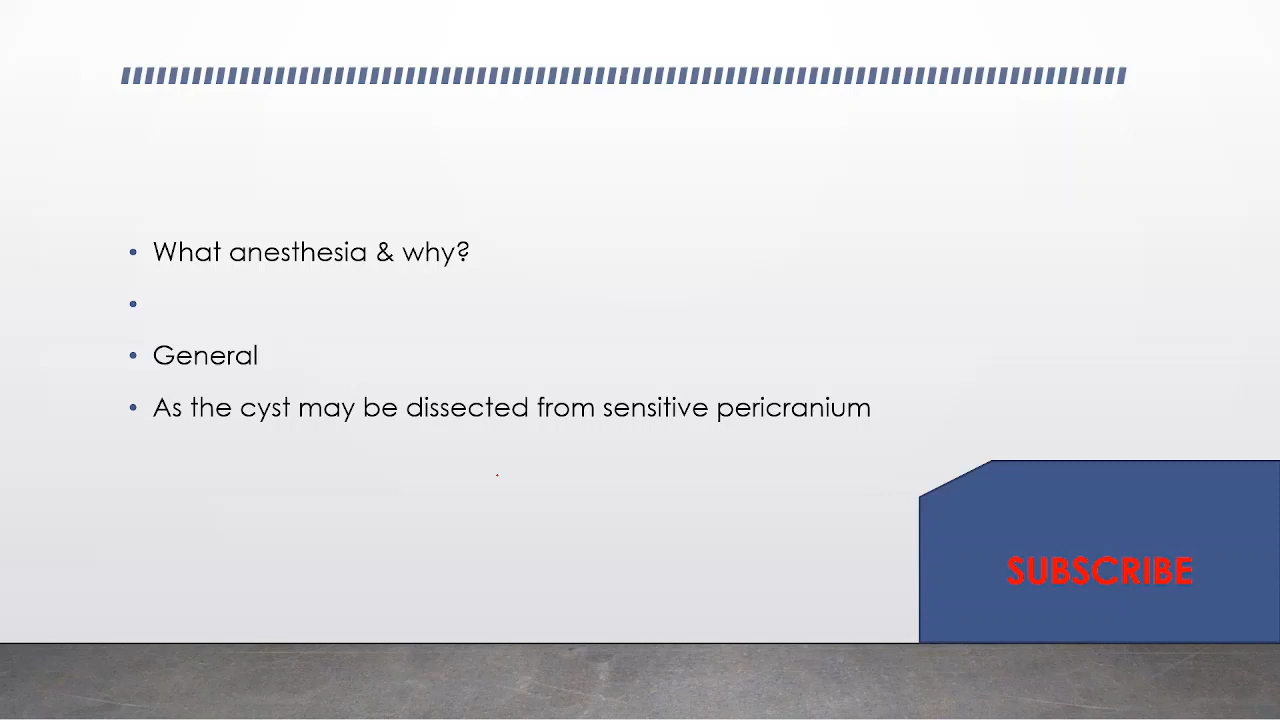 What anesthesia & why?
General
As the cyst may be dissected from sensitive pericranium
SUBSCRIBE